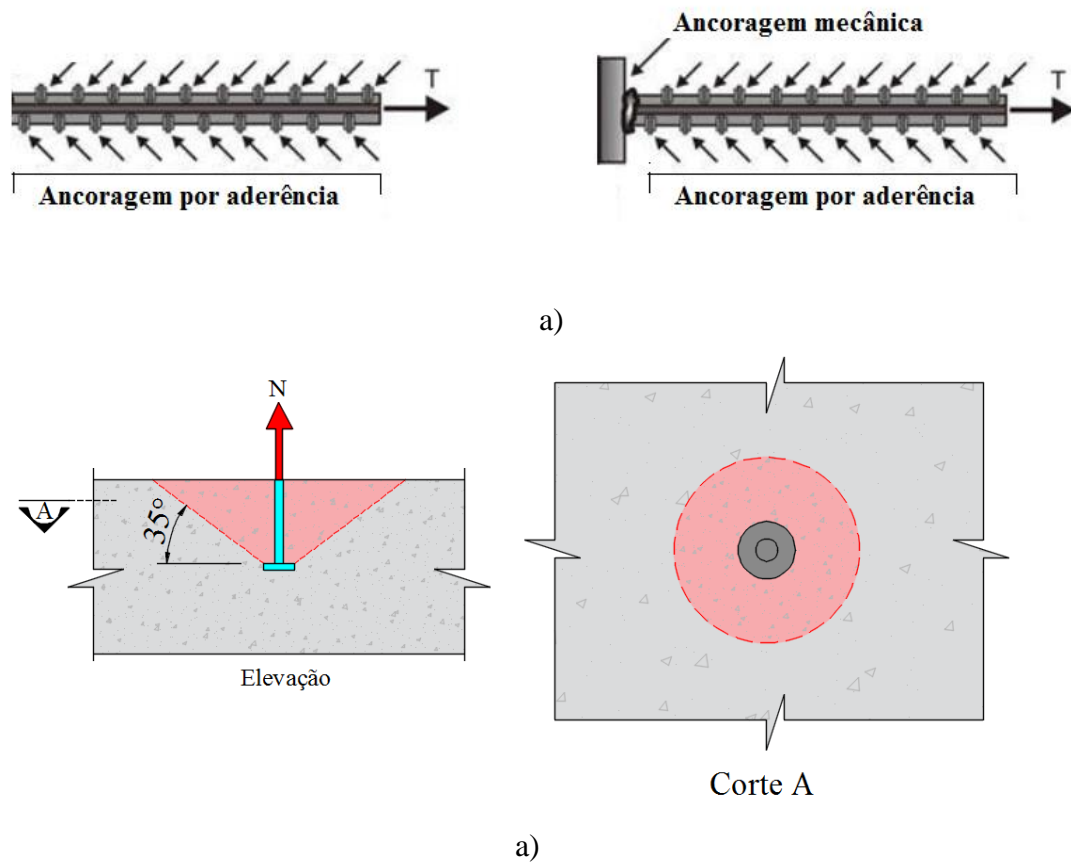 Ancoragem mecânica
T
T
Ancoragem por aderência
Ancoragem por aderência
a)
N
A
35°
Elevação
Corte A
a)